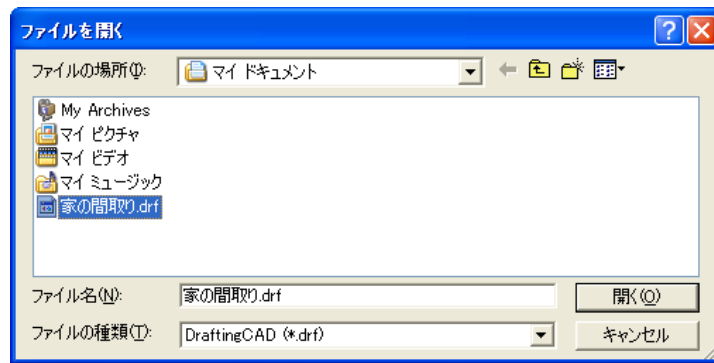 ファイルを開く
ファイルの場所(I):
マイ ドキュメント
My Archives
マイ ピクチャ
マイ ビデオ
マイ ミュージック
家の間取り.drf
ファイル名(N): 家の間取り.drf 開く(O)
ファイルの種類(T): DraftingCAD (*.drf) キャンセル